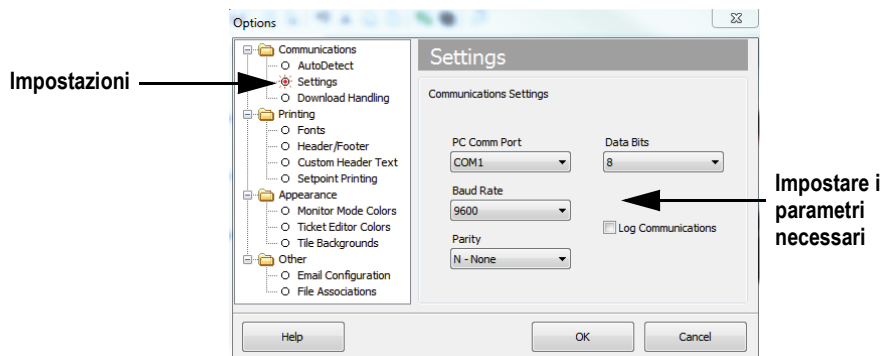 Options
Impostazioni
Communications
AutoDetect
Settings
Download Handling
Printing
Fonts
Header/Footer
Custom Header Text
Setpoint Printing
Appearance
Monitor Mode Colors
Ticket Editor Colors
Tile Backgrounds
Other
Email Configuration
File Associations
Settings
Communications Settings
PC Comm Port
COM1
Data Bits
8
Baud Rate
9600
Log Communications
Parity
N - None
Impostare i
parametri
necessari
Help
OK
Cancel